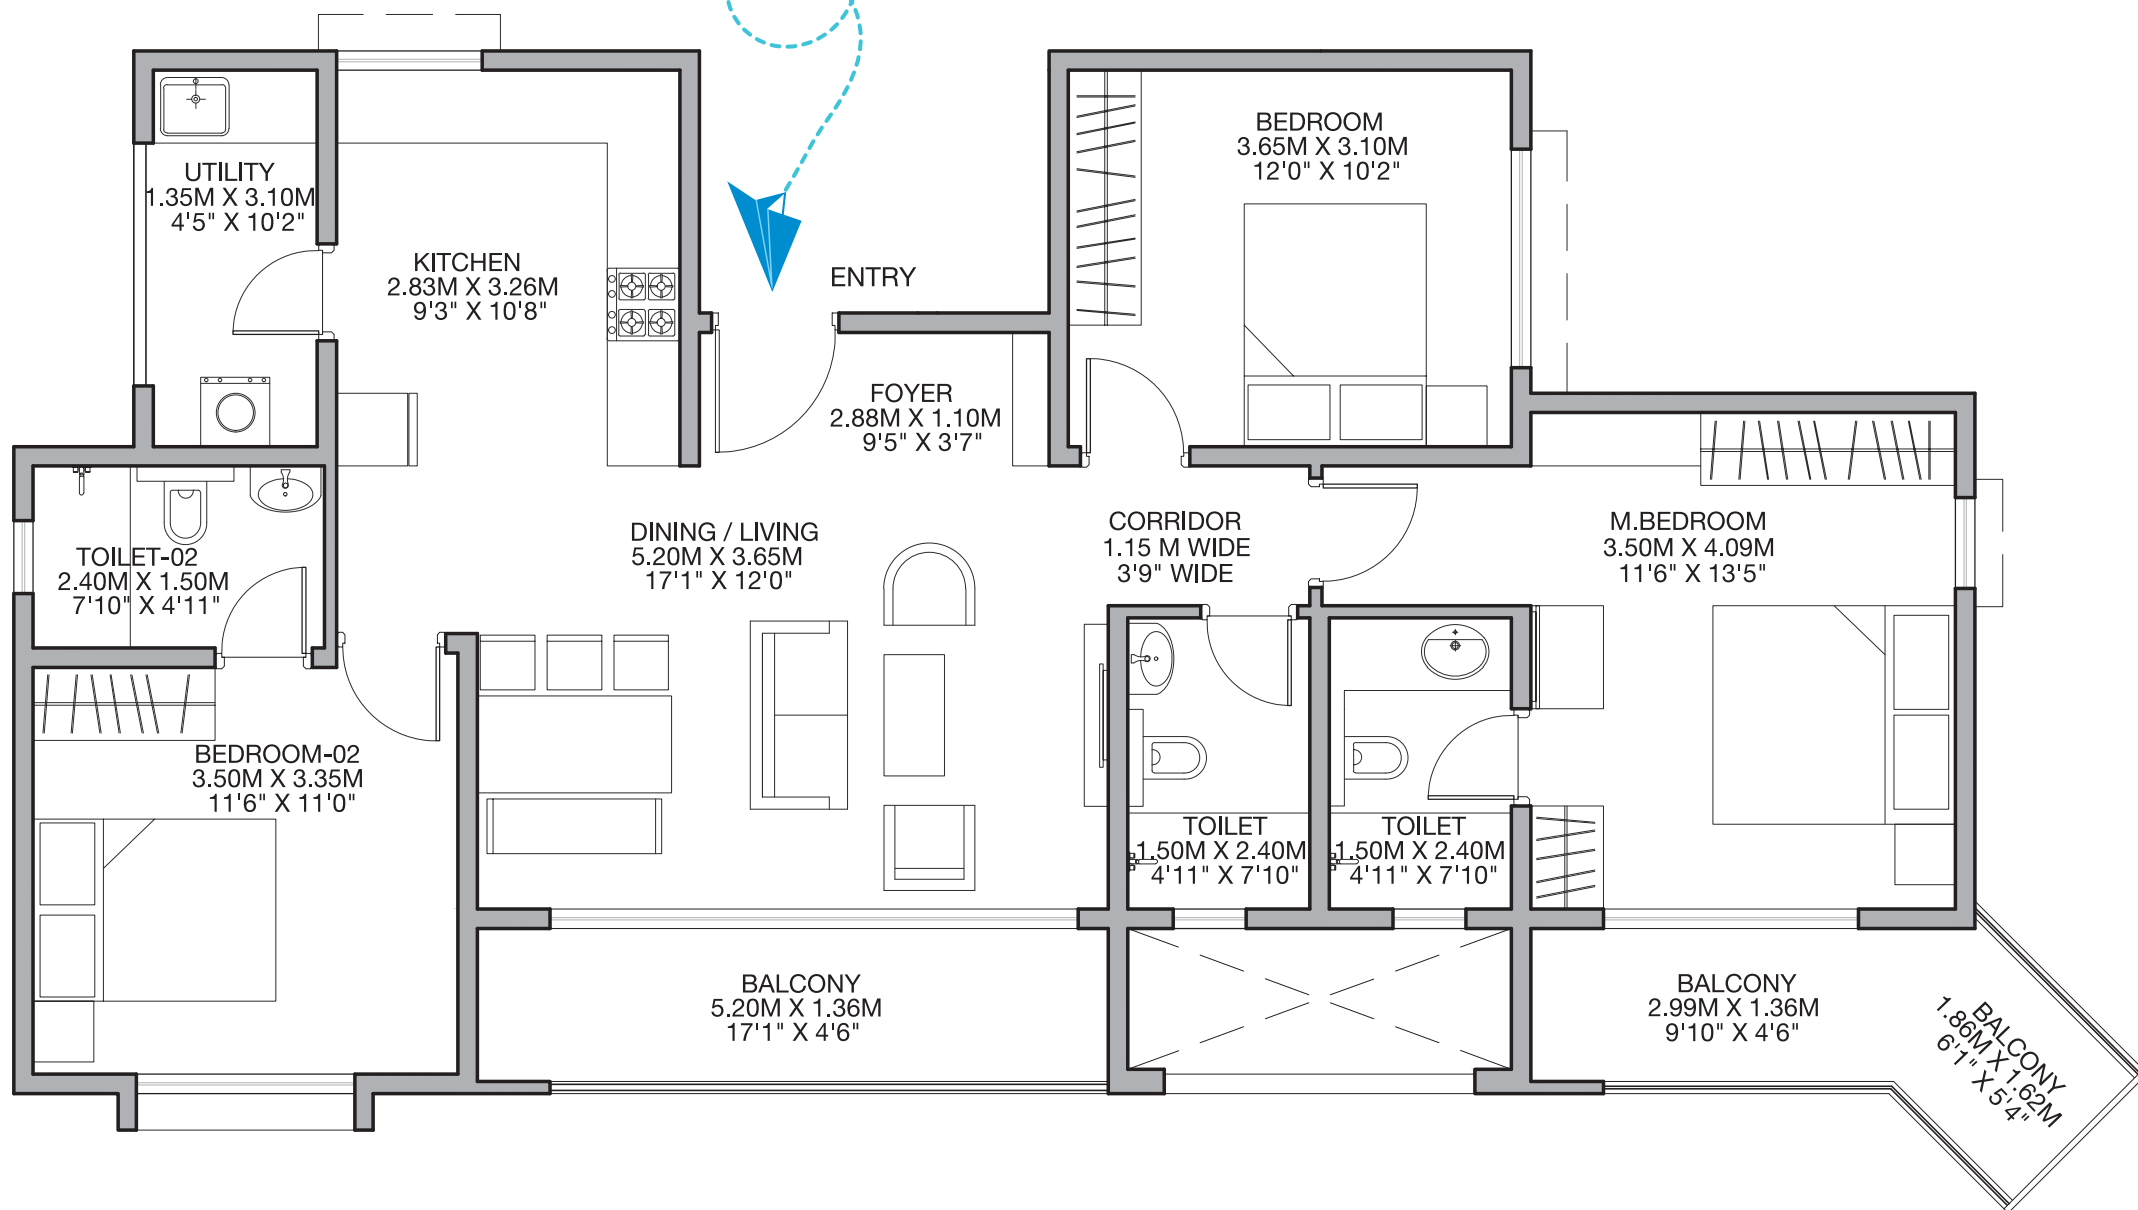 BEDROOM
3.65M X 3.10M
12'0" X 10'2"
UTILITY
1.35M X 3.10M
4'5" X 10'2"
KITCHEN
2.83M X 3.26M
9'3" X 10'8"
ENTRY
FOYER
2.88M X 1.10M
9'5" X 3'7"
DINING / LIVING
5.20M X 3.65M
17'1" X 12'0"
CORRIDOR
1.15 M WIDE
3'9" WIDE
M.BEDROOM
3.50M X 4.09M
11'6" X 13'5"
TOILET-02
2.40M X 1.50M
7'10" X 4'11"
BEDROOM-02
3.50M X 3.35M
11'6" X 11'0"
TOILET
1.50M X 2.40M
4'11" X 7'10"
TOILET
1.50M X 2.40M
4'11" X 7'10"
BALCONY
5.20M X 1.36M
17'1" X 4'6"
BALCONY
2.99M X 1.36M
9'10" X 4'6"
BALCONY
1.86M X 1.62M
6'1" X 5'4"